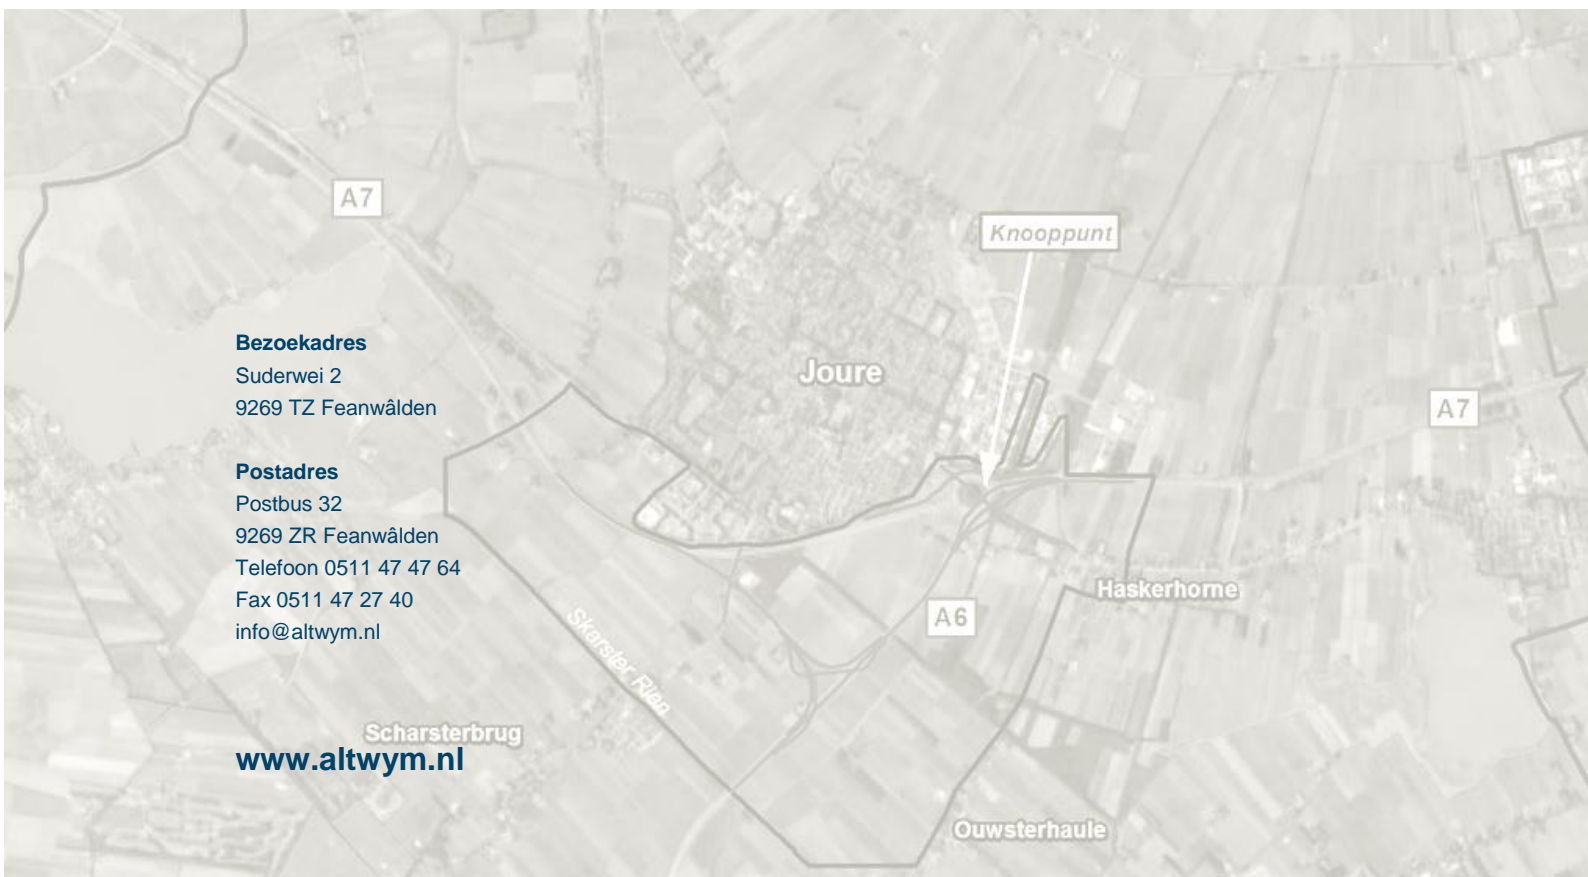 A7
Knooppunt
Bezoekadres
Suderwei 2
9269 TZ Feanwâlden
Joure
A7
Postadres
Postbus 32
9269 ZR Feanwâlden
Telefoon 0511 47 47 64
Fax 0511 47 27 40
info@altwym.nl
Haskerhorne
A6
Skarster Rien
Scharsterbrug
www.altwym.nl
Ouwsterhaule